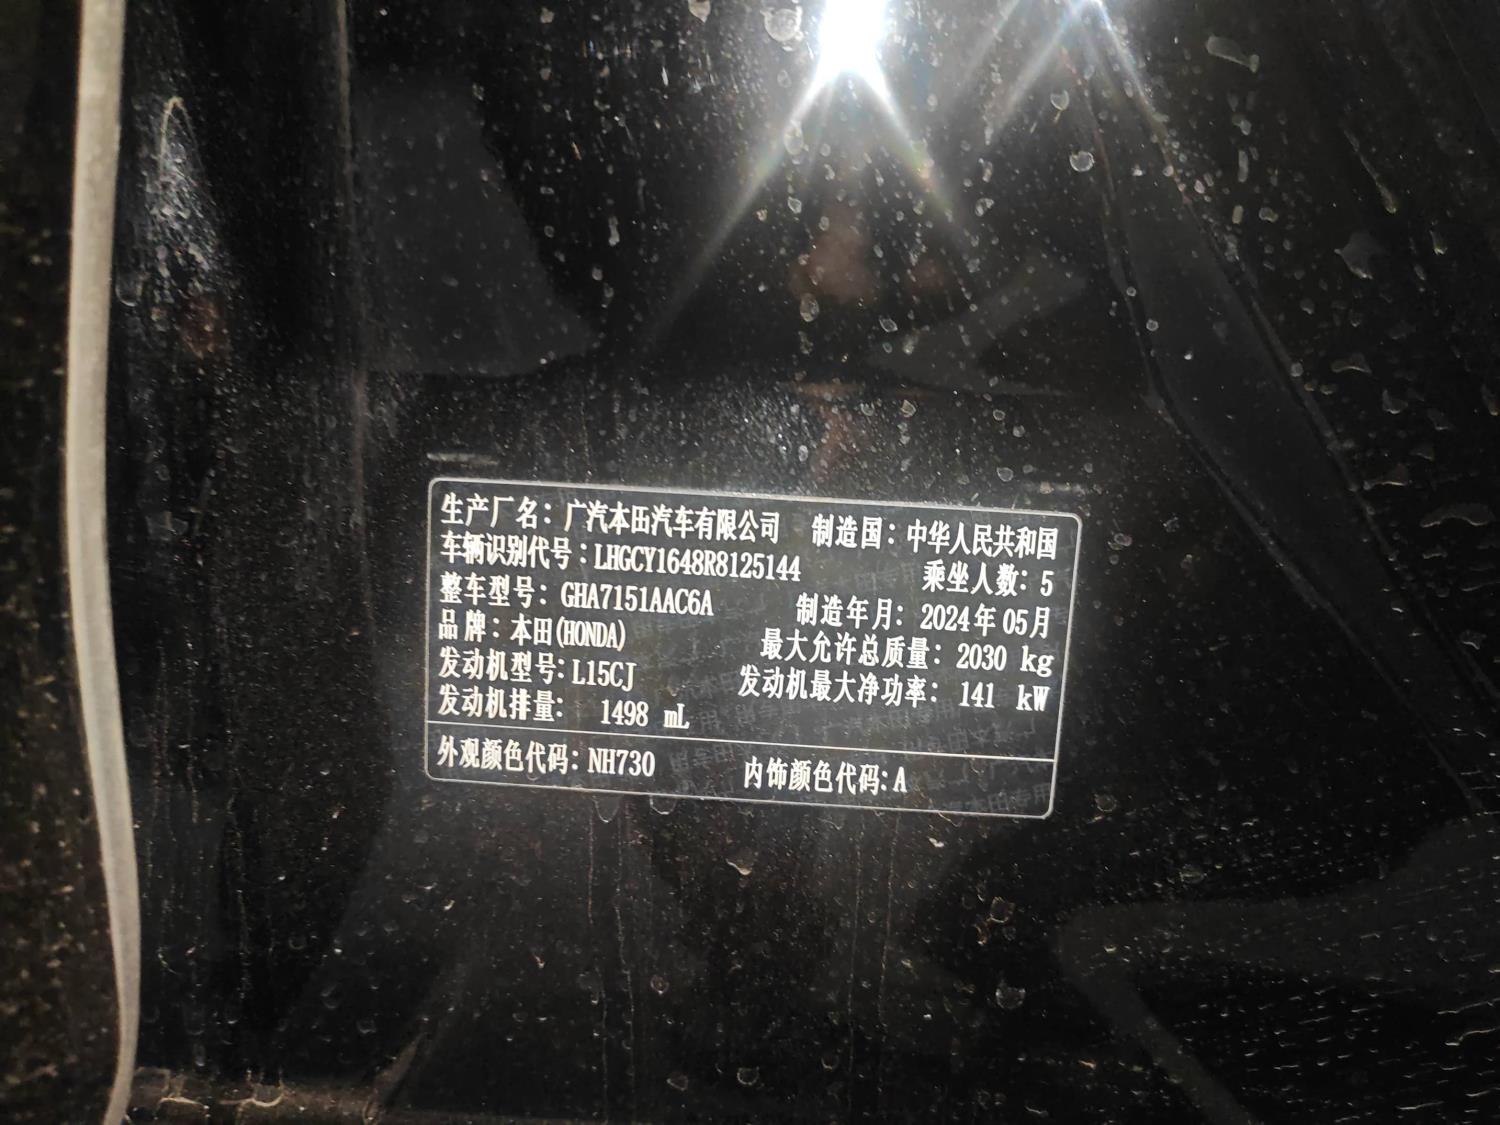 生产厂名：广汽本田汽车有限公司 制造国：中华人民共和国
车辆识别代号：LHGCY1648R8125144 乘坐人数：5
整车型号：GHA7151AAC6A 制造年月：2024年05月
品牌：本田(HONDA) 最大允许总质量：2030 kg
发动机型号：L15CJ 发动机最大净功率：141 kW
发动机排量：1498 mL
外观颜色代码：NH730 内饰颜色代码：A